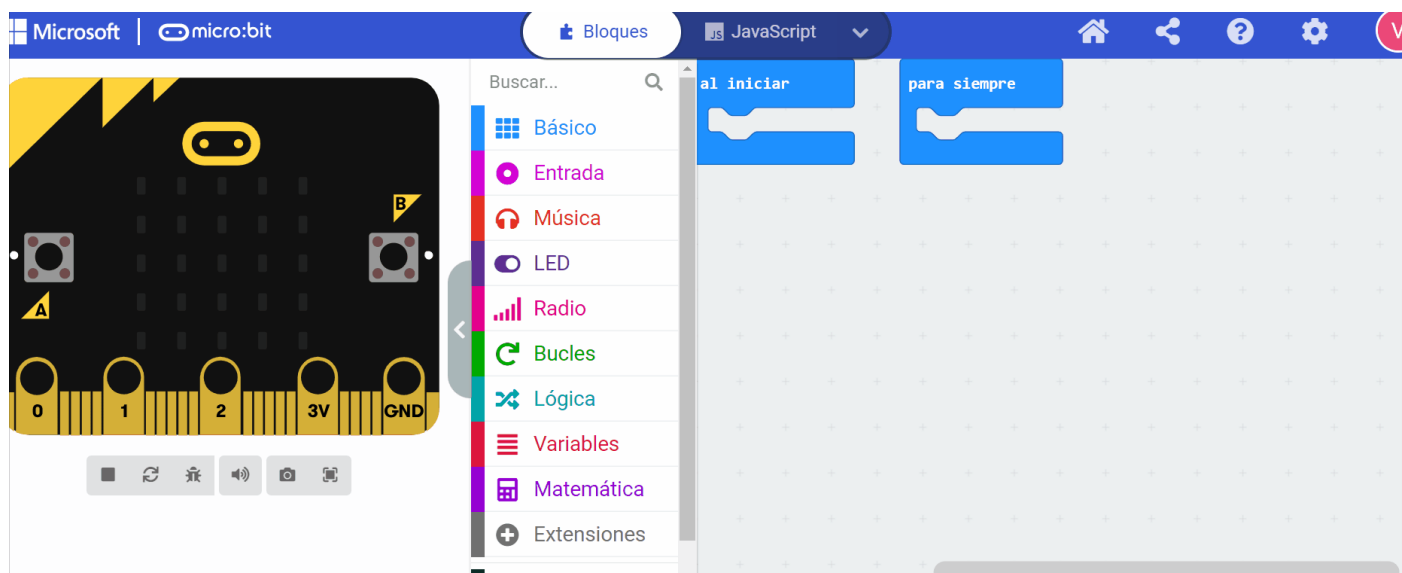 Microsoft micro:bit Bloques JS JavaScript V
Buscar...
Básico
Entrada
Música
LED
Radio
Bucles
Lógica
Variables
Matemática
Extensiones
B
A
0 1 2 3V GND
al iniciar
para siempre